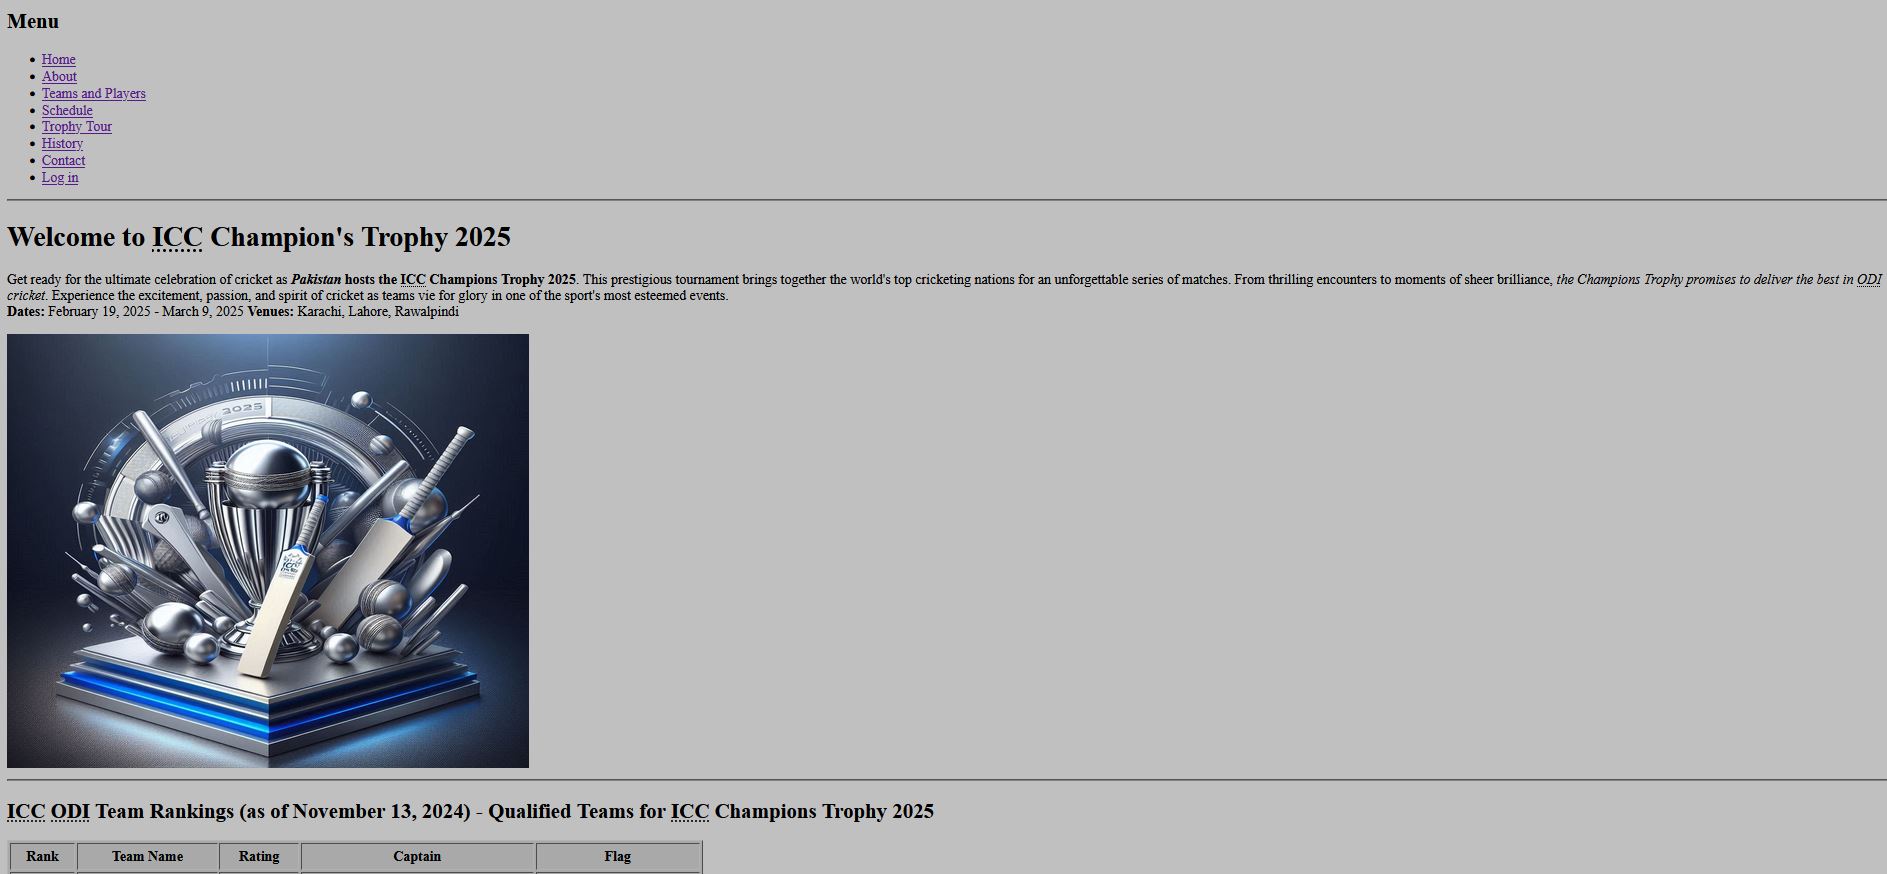 Menu
Home
About
Teams and Players
Schedule
Trophy Tour
History
Contact
Log in
Welcome to ICC Champion's Trophy 2025
Get ready for the ultimate celebration of cricket as Pakistan hosts the ICC Champions Trophy 2025. This prestigious tournament brings together the world's top cricketing nations for an unforgettable series of matches. From thrilling encounters to moments of sheer brilliance, the Champions Trophy promises to deliver the best in ODI
cricket. Experience the excitement, passion, and spirit of cricket as teams vie for glory in one of the sport's most esteemed events.
Dates: February 19, 2025 - March 9, 2025 Venues: Karachi, Lahore, Rawalpindi
2025
ICC
ICC ODI Team Rankings (as of November 13, 2024) - Qualified Teams for ICC Champions Trophy 2025
Rank Team Name Rating Captain Flag